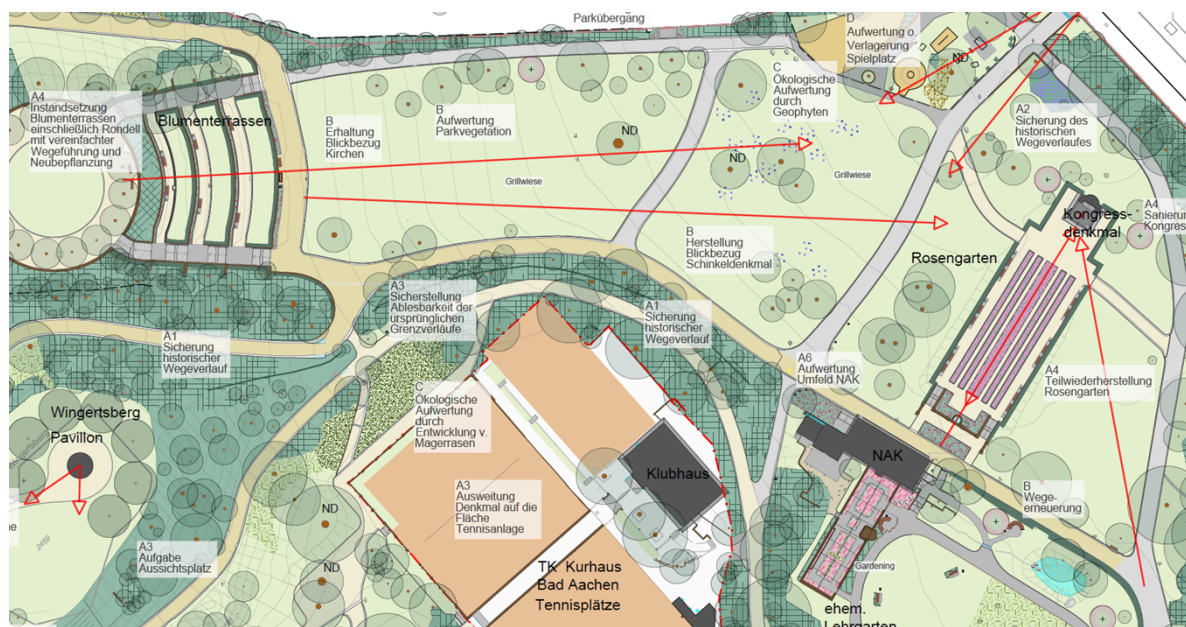 Parkübergang
D
Aufwertung o.
Verlagerung
Spielplatz
ND
A4
Instandsetzung
Blumenterrassen
einschließlich Rondell
mit vereinfachter
Wegeführung und
Neubepflanzung
Blumenterrassen
B
Erhaltung
Blickbezug
Kirchen
B
Aufwertung
Parkvegetation
ND
C
Ökologische
Aufwertung
durch
Geophyten
ND
A2
Sicherung des
historischen
Wegeverlaufes
Grillwiese
Grillwiese
Kongress-
denkmal
A4
Sanierun
Kongres
B
Herstellung
Blickbezug
Schinkeldenkmal
Rosengarten
A3
Sicherstellung
Ablesbarkeit der
ursprünglichen
Grenzverläufe
A1
Sicherung
historischer
Wegeverlauf
A1
Sicherung
historischer
Wegeverlauf
A6
Aufwertung
Umfeld NAK
A4
Teilwiederherstellung
Rosengarten
C
Ökologische
Aufwertung
durch
Entwicklung v.
Magerrasen
Wingertsberg
Pavillon
Klubhaus
NAK
A3
Ausweitung
Denkmal auf die
Fläche
Tennisanlage
B
Wege-
erneuerung
ND
2459
A3
Aufgabe
Aussichtsplatz
ND
TK Kurhaus
Bad Aachen
Tennisplätze
Gardening
ehem.
Lehrgarten